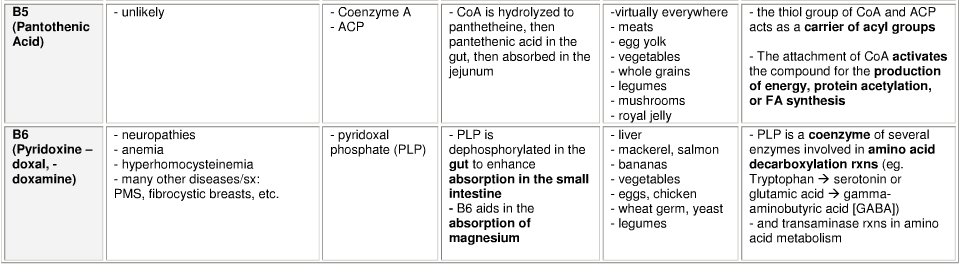 B5
(Pantothenic
Acid)
- unlikely
- Coenzyme A
- ACP
- CoA is hydrolyzed to
panthetheine, then
pantethenic acid in the
gut, then absorbed in the
jejunum
-virtually everywhere
- meats
- egg yolk
- vegetables
- whole grains
- legumes
- mushrooms
- royal jelly
- the thiol group of CoA and ACP
acts as a carrier of acyl groups
- The attachment of CoA activates
the compound for the production
of energy, protein acetylation,
or FA synthesis
B6
(Pyridoxine –
doxal, -
doxamine)
- neuropathies
- anemia
- hyperhomocysteinemia
- many other diseases/sx:
PMS, fibrocystic breasts, etc.
- pyridoxal
phosphate (PLP)
- PLP is
dephosphorylated in the
gut to enhance
absorption in the small
intestine
- B6 aids in the
absorption of
magnesium
- liver
- mackerel, salmon
- bananas
- vegetables
- eggs, chicken
- wheat germ, yeast
- legumes
- PLP is a coenzyme of several
enzymes involved in amino acid
decarboxylation rxns (eg.
Tryptophan → serotonin or
glutamic acid → gamma-
aminobutyric acid [GABA])
- and transaminase rxns in amino
acid metabolism